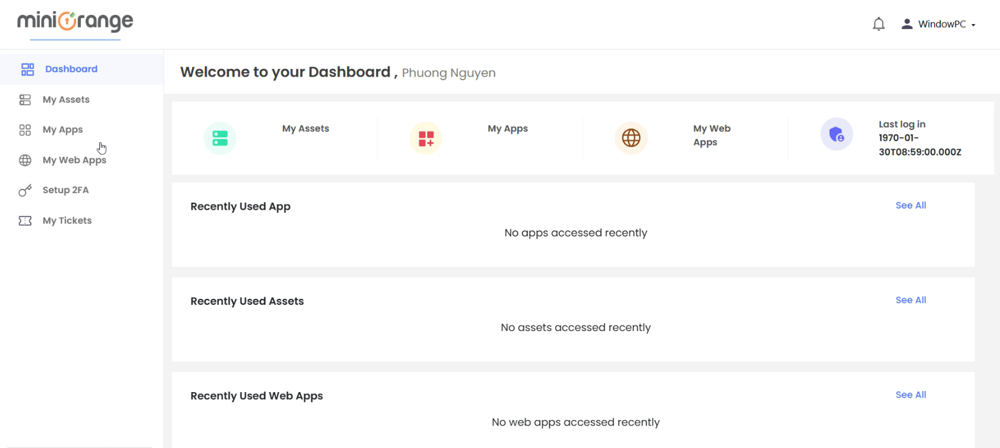 miniOrange
WindowPC
Dashboard
My Assets
My Apps
My Web Apps
Setup 2FA
My Tickets
Welcome to your Dashboard , Phuong Nguyen
My Assets
My Apps
My Web
Apps
Last log in
1970-01-
30T08:59:00.000Z
Recently Used App
See All
No apps accessed recently
Recently Used Assets
See All
No assets accessed recently
Recently Used Web Apps
See All
No web apps accessed recently